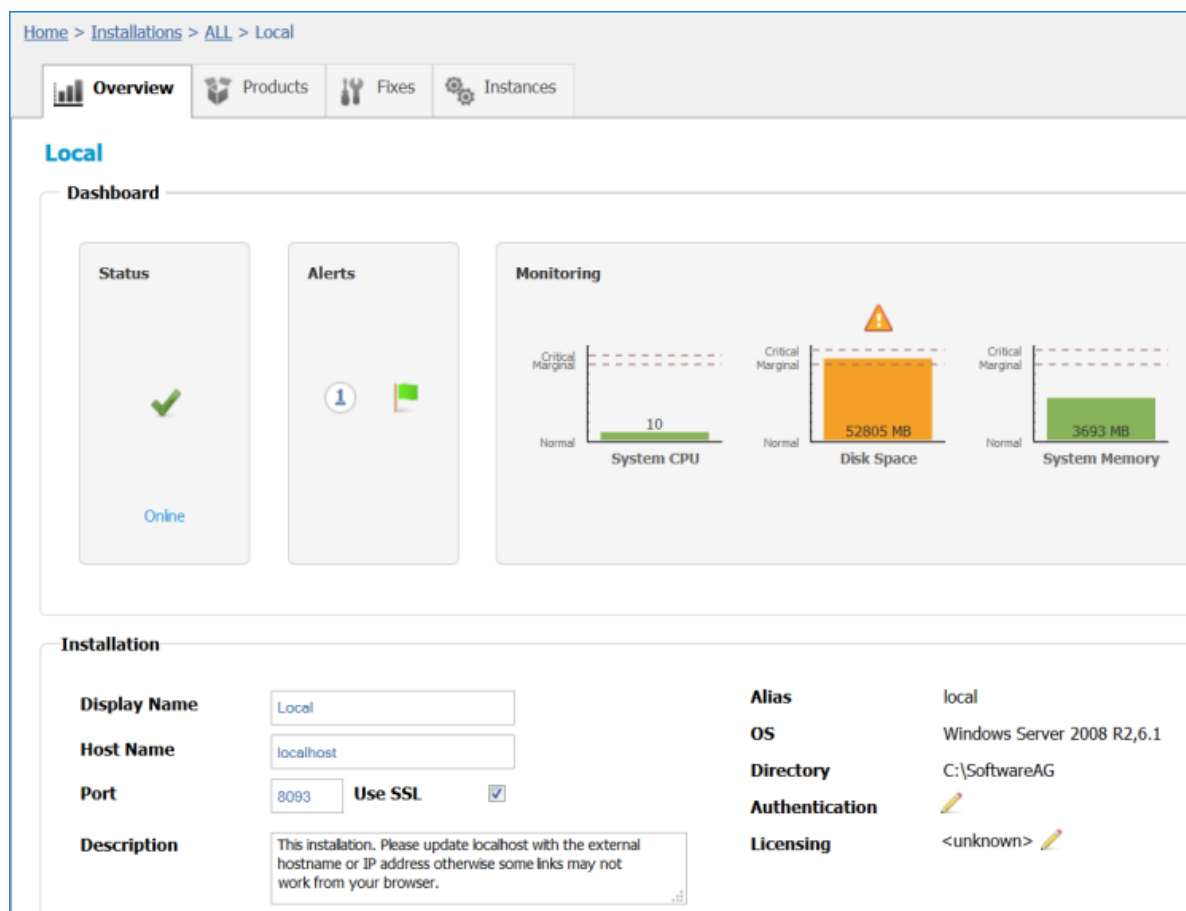 Home > Installations > ALL > Local
Overview
Products
Fixes
Instances
Local
Dashboard
Status
Online
Alerts
1
Monitoring
Critical
Marginal
Normal
10
System CPU
Critical
Marginal
Normal
52805 MB
Disk Space
Critical
Marginal
Normal
3693 MB
System Memory
Installation
Display Name
Local
Host Name
localhost
Port
8093
Use SSL
Description
This installation. Please update localhost with the external
hostname or IP address otherwise some links may not
work from your browser.
Alias
local
OS
Windows Server 2008 R2,6.1
Directory
C:\SoftwareAG
Authentication
Licensing
<unknown>